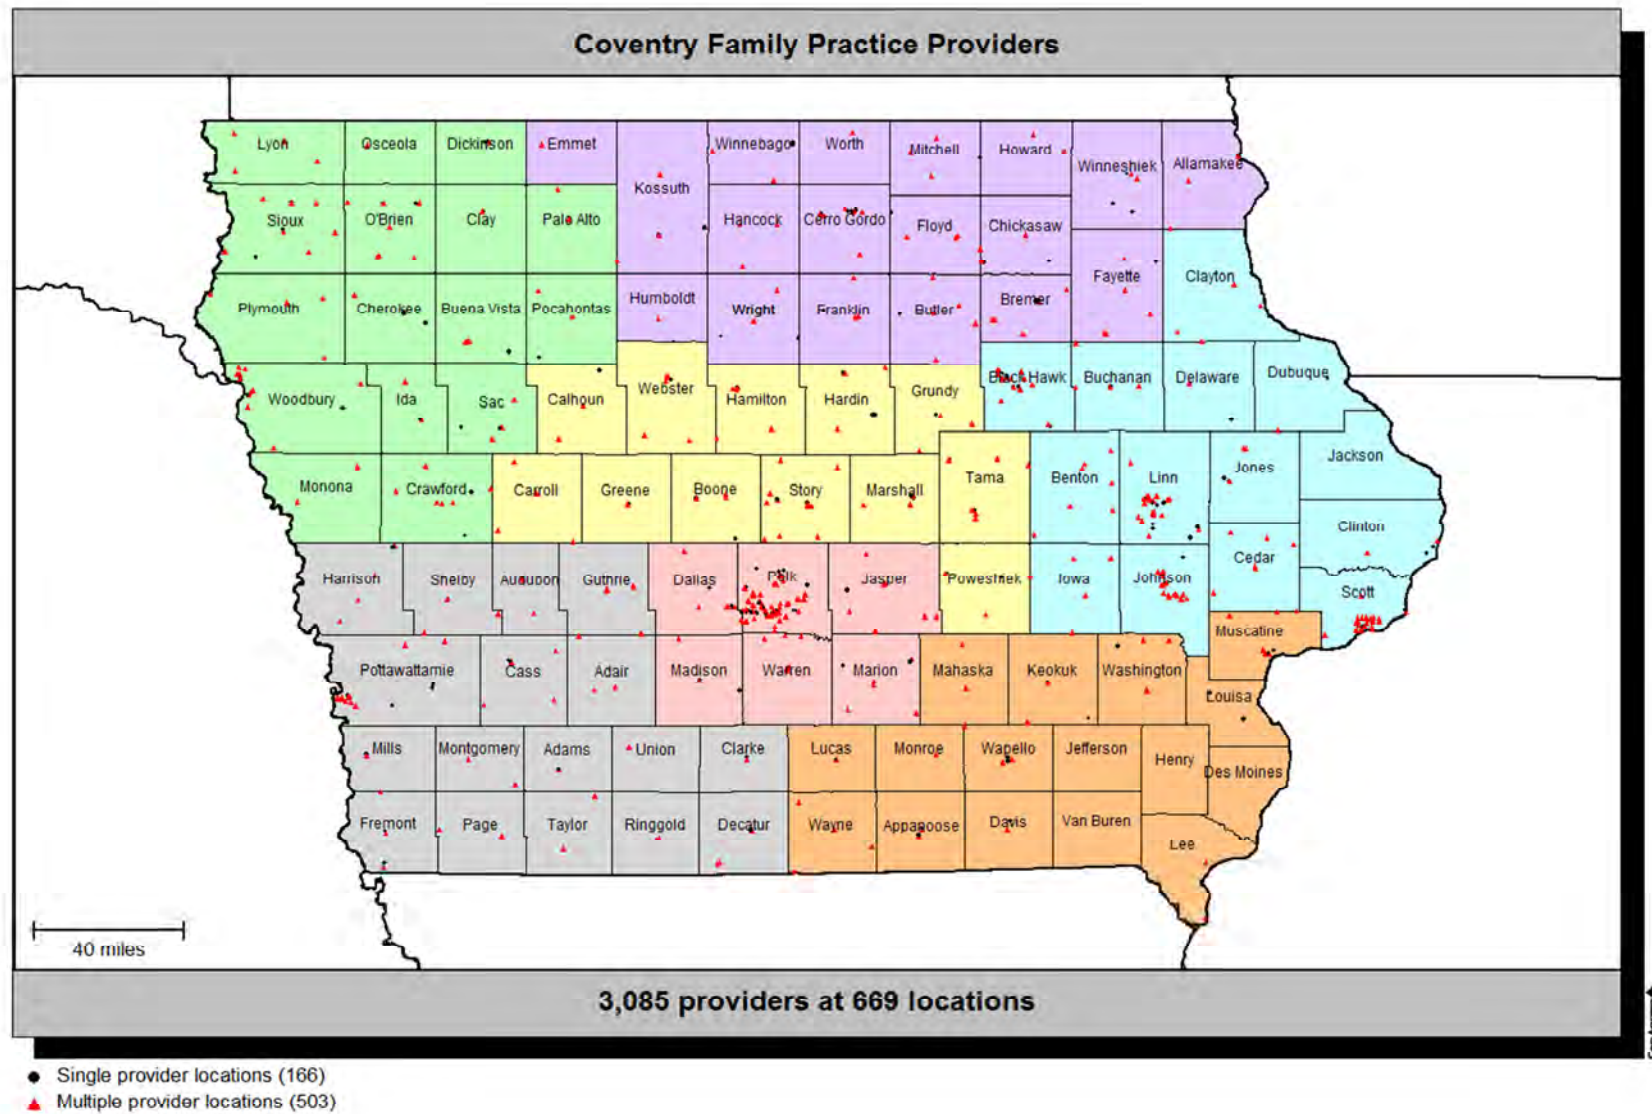 Coventry Family Practice Providers
Lyon Osceola Dickinson Emmet Winnebago Worth Mitchell Howard Winneshiek Allamakee
Kossuth
Sioux O'Brien Clay Palo Alto Hancock Cerro Gordo Floyd Chickasaw
Fayette Clayton
Plymouth Cherokee Buena Vista Pocahontas Humboldt Wright Franklin Butler Bremer
Woodbury Ida Sac Calhoun Webster Hamilton Hardin Grundy Black Hawk Buchanan Delaware Dubuque
Monona Crawford Carroll Greene Boone Story Marshall Tama Benton Linn Jones Jackson
Clinton
Harrison Shelby Audubon Guthrie Dallas Polk Jasper Poweshiek Iowa Johnson Cedar Scott
Muscatine
Pottawattamie Cass Adair Madison Warren Marion Mahaska Keokuk Washington Louisa
Mills Montgomery Adams Union Clarke Lucas Monroe Wapello Jefferson Henry Des Moines
Fremont Page Taylor Ringgold Decatur Wayne Appanoose Davis Van Buren Lee
40 miles
3,085 providers at 669 locations
Single provider locations (166)
Multiple provider locations (503)